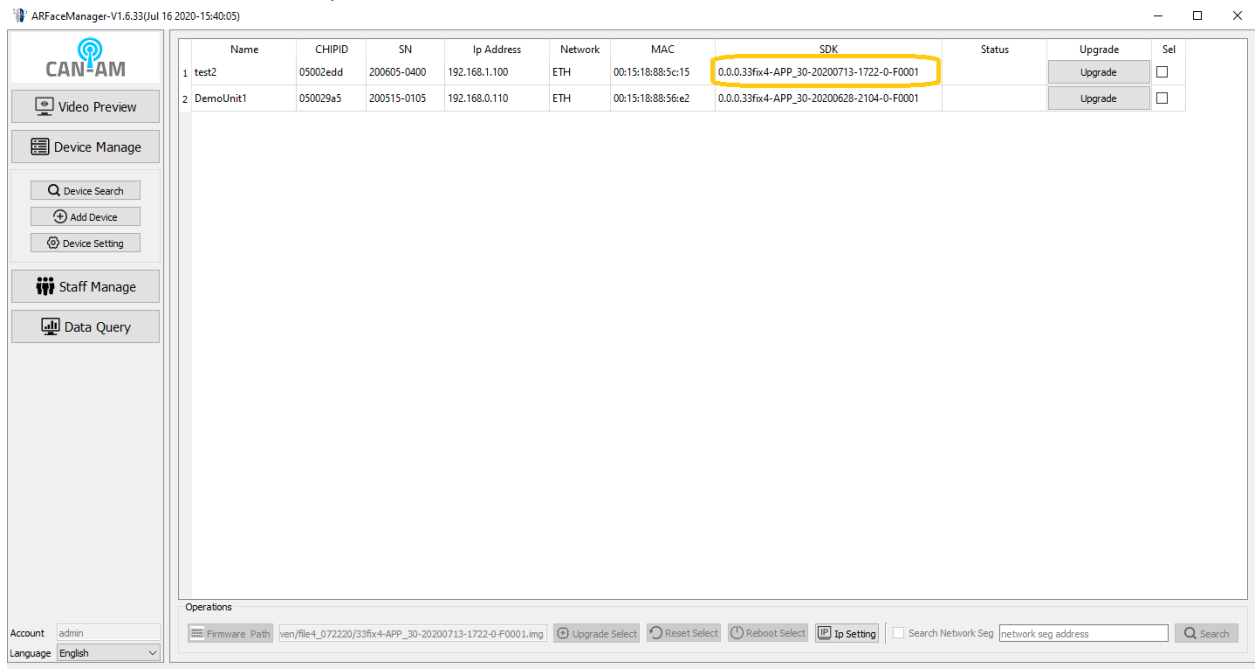 ARFaceManager-V1.6.33(Jul 16 2020-15:40:05)
CAN-AM
Video Preview
Device Manage
Device Search
Add Device
Device Setting
Staff Manage
Data Query
Account admin
Language English
Name CHIPID SN Ip Address Network MAC SDK Status Upgrade Sel
1 test2 05002edd 200605-0400 192.168.1.100 ETH 00:15:18:88:5c:15 0.0.0.33fix4-APP_30-20200713-1722-0-F0001 Upgrade
2 DemoUnit1 050029a5 200515-0105 192.168.0.110 ETH 00:15:18:88:56:e2 0.0.0.33fix4-APP_30-20200628-2104-0-F0001 Upgrade
Operations
Firmware Path ven/file4_072220/33fix4-APP_30-20200713-1722-0-F0001.img Upgrade Select Reset Select Reboot Select IP Ip Setting Search Network Seg network seg address Search